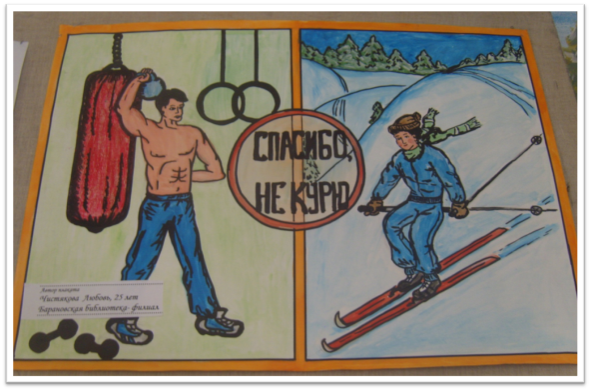 СПАСИБО,
НЕ КУРЮ
Автор плаката
Чистякова Любовь, 25 лет
Барановская библиотека-филиал